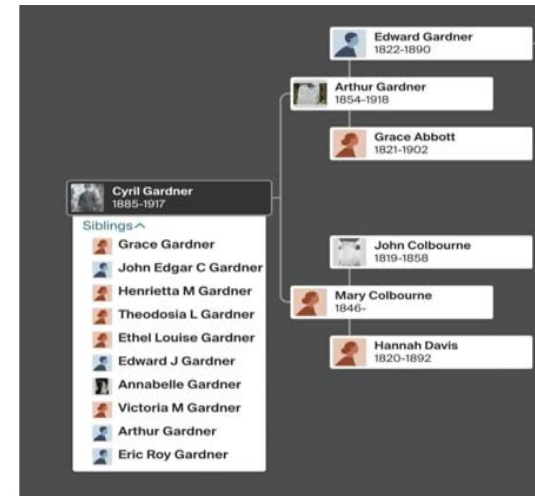 Edward Gardner
1822-1890
Arthur Gardner
1854-1918
Grace Abbott
1821-1902
Cyril Gardner
1885-1917
Siblings
Grace Gardner
John Edgar C Gardner
Henrietta M Gardner
Theodosia L Gardner
Ethel Louise Gardner
Edward J Gardner
Annabelle Gardner
Victoria M Gardner
Arthur Gardner
Eric Roy Gardner
John Colbourne
1819-1858
Mary Colbourne
1846-
Hannah Davis
1820-1892